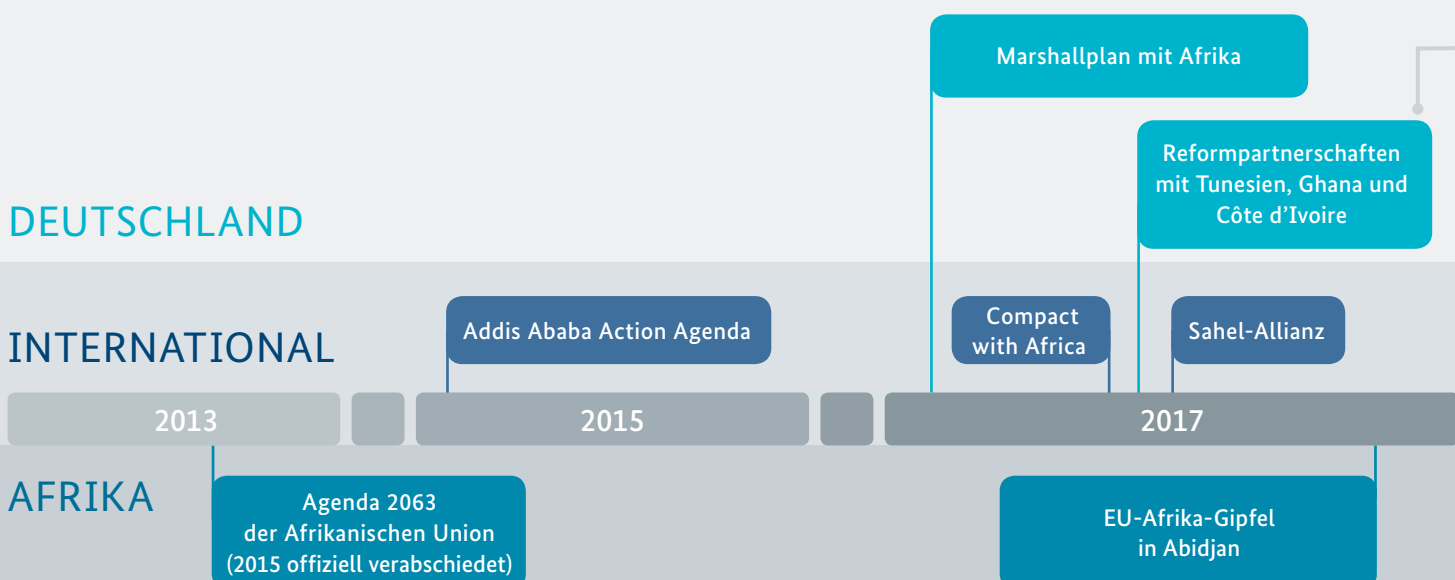 Marshallplan mit Afrika
Reformpartnerschaften
mit Tunesien, Ghana und
Côte d’Ivoire
DEUTSCHLAND
INTERNATIONAL
Addis Ababa Action Agenda
Compact
with Africa
Sahel-Allianz
2013
2015
2017
AFRIKA
Agenda 2063
der Afrikanischen Union
(2015 offiziell verabschiedet)
EU-Afrika-Gipfel
in Abidjan